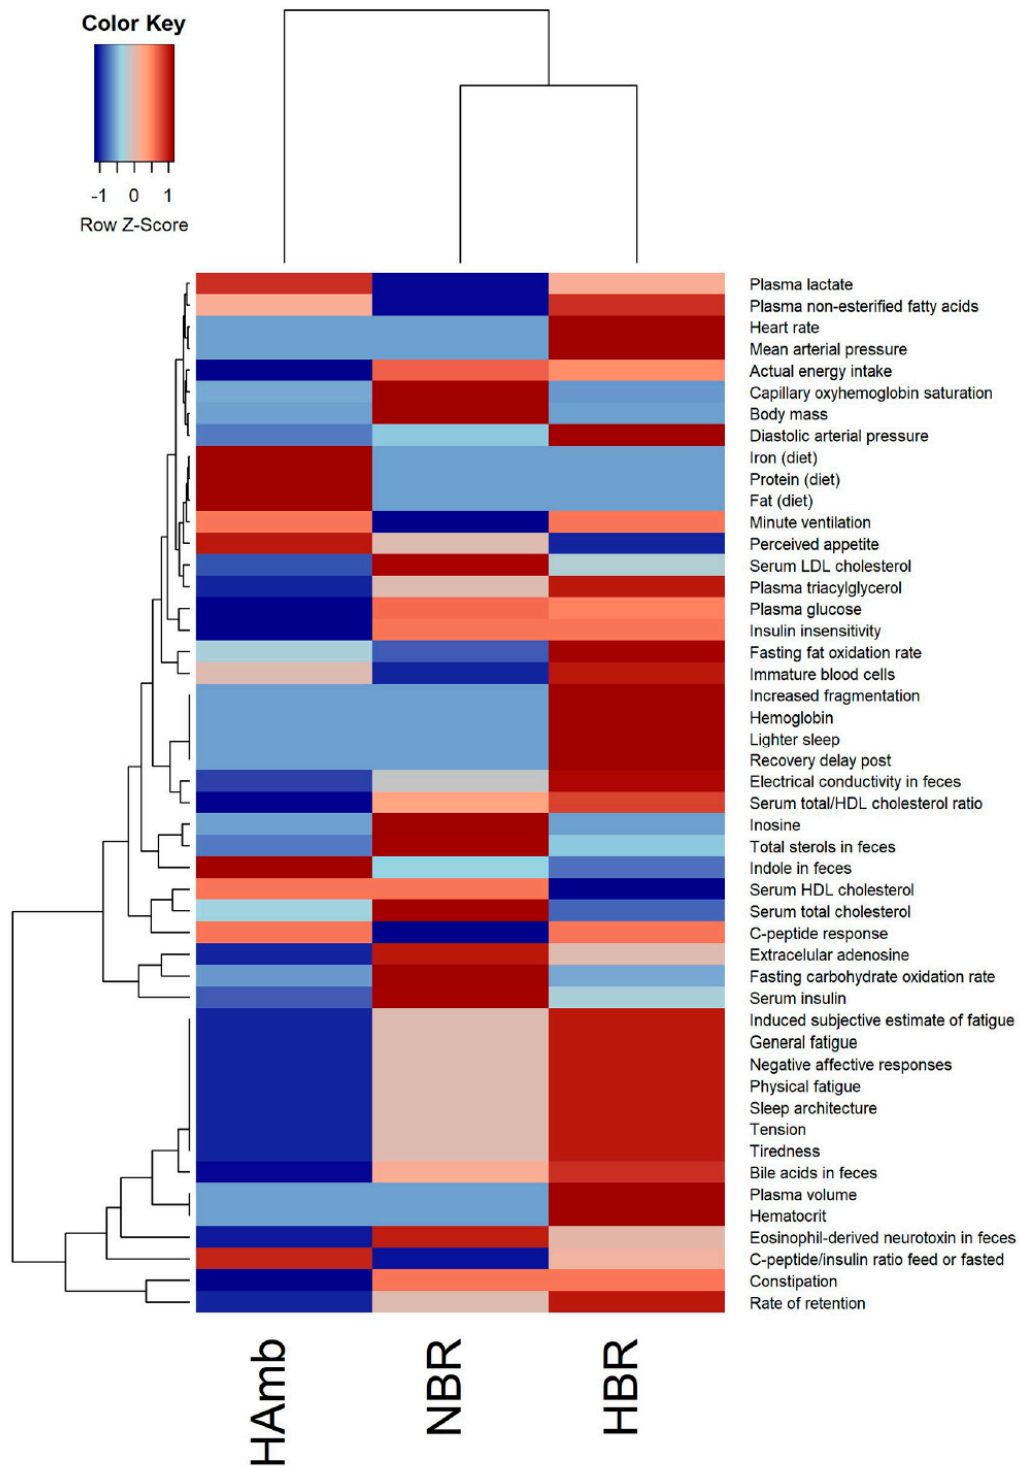 Color Key
-1 0 1
Row Z-Score
Plasma lactate
Plasma non-esterified fatty acids
Heart rate
Mean arterial pressure
Actual energy intake
Capillary oxyhemoglobin saturation
Body mass
Diastolic arterial pressure
Iron (diet)
Protein (diet)
Fat (diet)
Minute ventilation
Perceived appetite
Serum LDL cholesterol
Plasma triacylglycerol
Plasma glucose
Insulin insensitivity
Fasting fat oxidation rate
Immature blood cells
Increased fragmentation
Hemoglobin
Lighter sleep
Recovery delay post
Electrical conductivity in feces
Serum total/HDL cholesterol ratio
Inosine
Total sterols in feces
Indole in feces
Serum HDL cholesterol
Serum total cholesterol
C-peptide response
Extracellular adenosine
Fasting carbohydrate oxidation rate
Serum insulin
Induced subjective estimate of fatigue
General fatigue
Negative affective responses
Physical fatigue
Sleep architecture
Tension
Tiredness
Bile acids in feces
Plasma volume
Hematocrit
Eosinophil-derived neurotoxin in feces
C-peptide/insulin ratio feed or fasted
Constipation
Rate of retention
HAmb
NBR
HBR